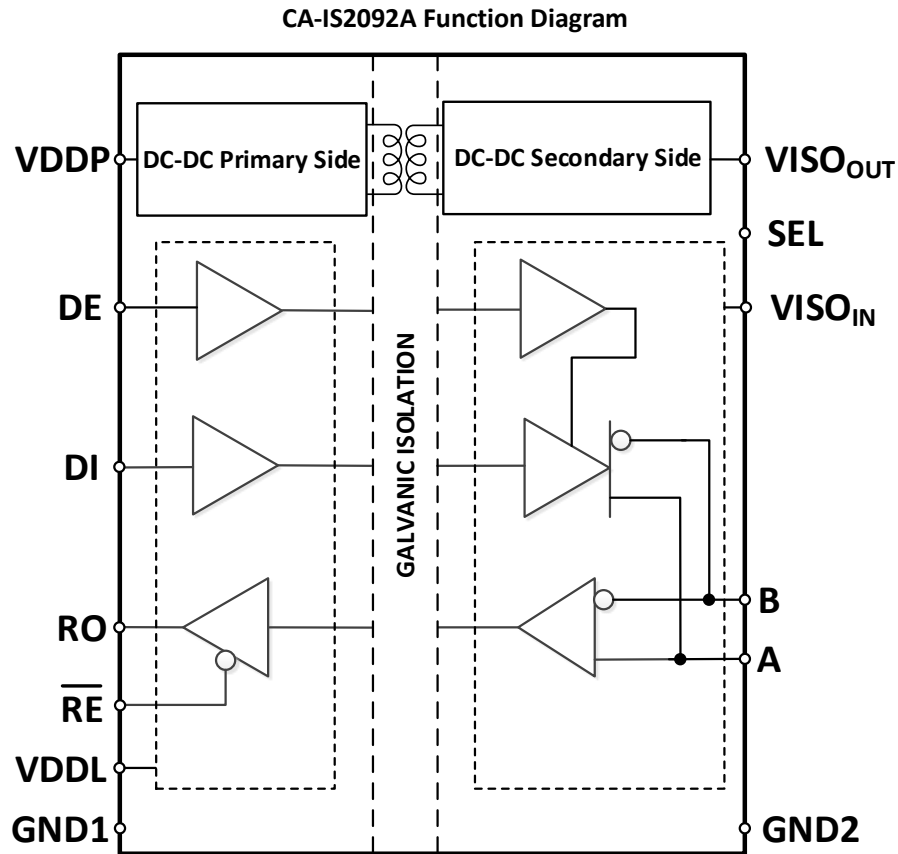 CA-IS2092A Function Diagram
VDDP
DC-DC Primary Side
DC-DC Secondary Side
VISOOUT
SEL
DE
VISOIN
GALVANIC ISOLATION
DI
B
RO
A
RE
VDDL
GND1
GND2